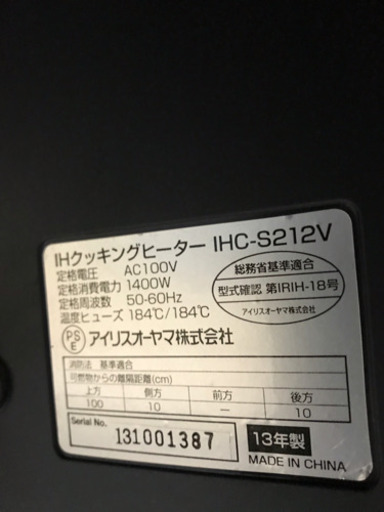 IHクッキングヒーター IHC-S212V
定格電圧 AC100V
定格消費電力 1400W
定格周波数 50-60Hz
温度ヒューズ 184℃/184℃
総務省基準適合
型式確認 第IRIH-18号
アイリスオーヤマ株式会社
PS
E
アイリスオーヤマ株式会社
消防法 基準適合
可燃物からの離隔距離(cm)
上方 側方 前方 後方
100 10 — 10
Serial No.
131001387
13年製
MADE IN CHINA